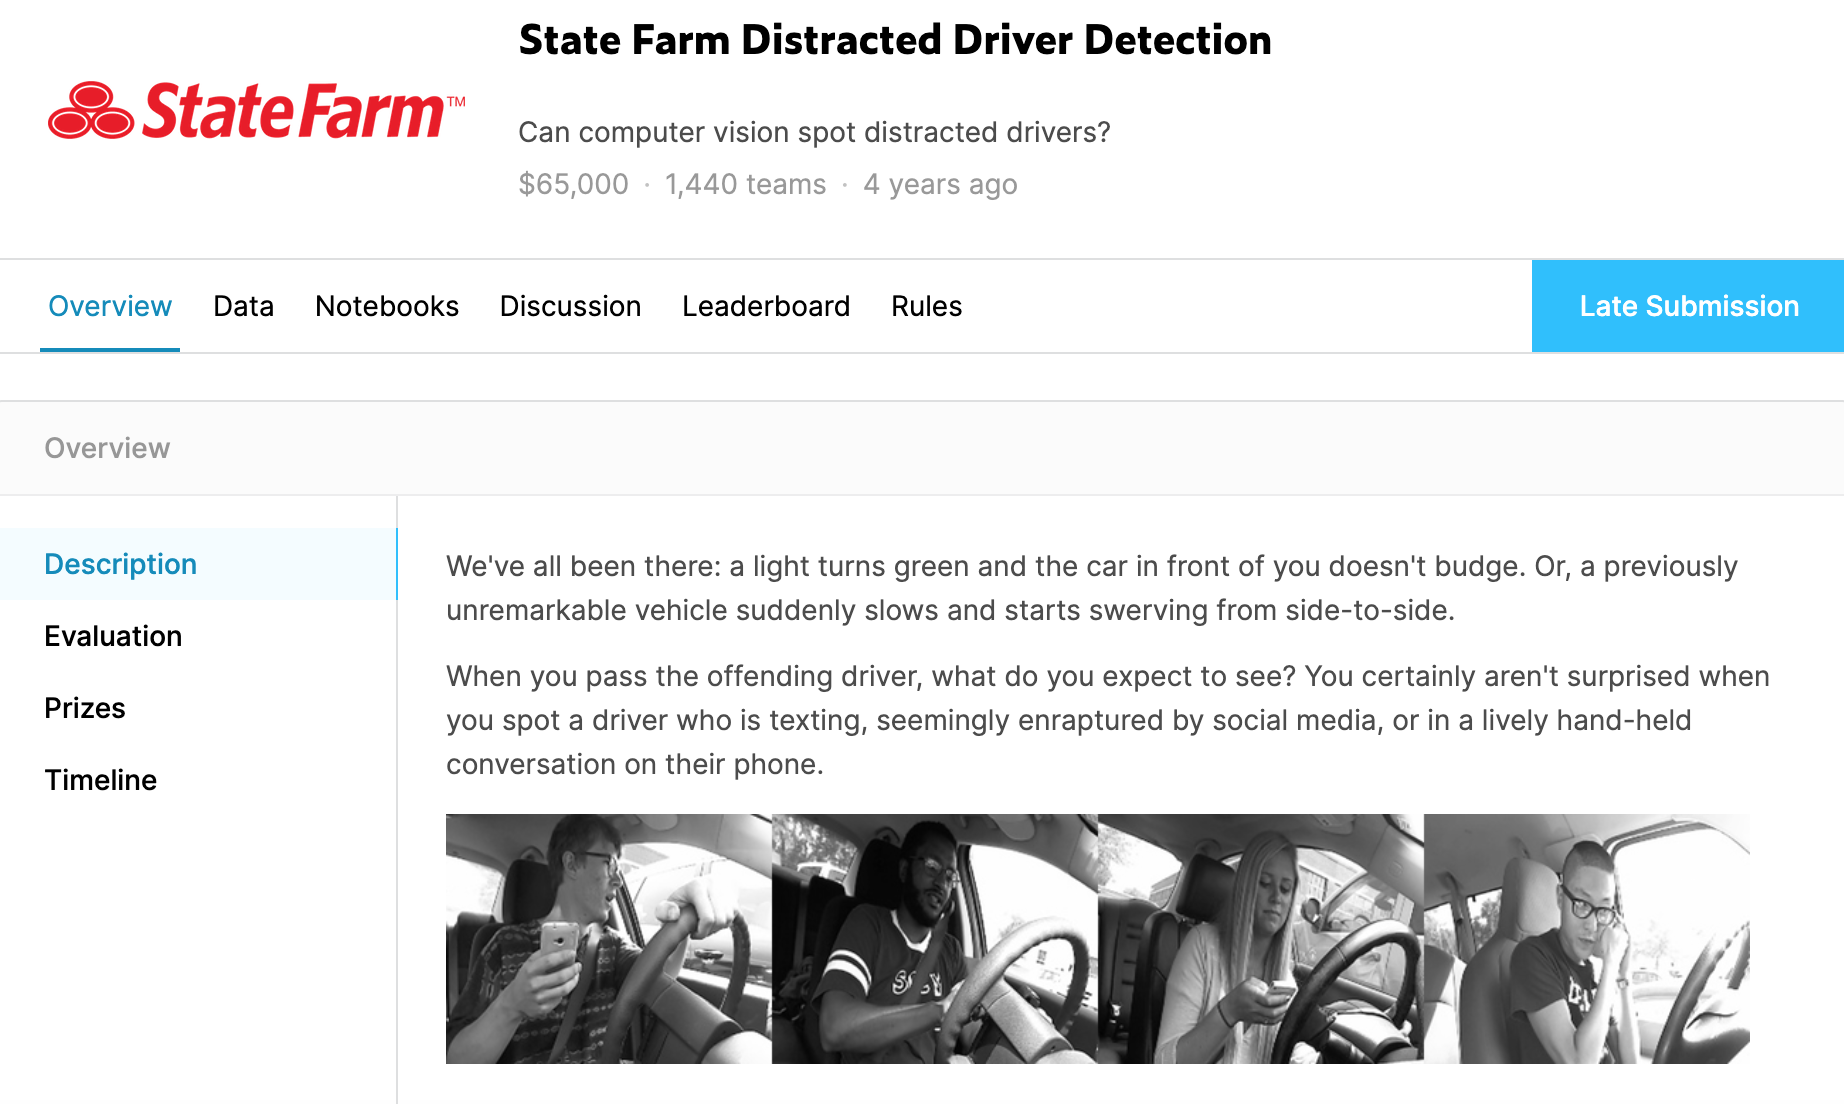 State Farm Distracted Driver Detection
StateFarm™
Can computer vision spot distracted drivers?
$65,000 · 1,440 teams · 4 years ago
Overview Data Notebooks Discussion Leaderboard Rules Late Submission
Overview
Description
Evaluation
Prizes
Timeline
We've all been there: a light turns green and the car in front of you doesn't budge. Or, a previously
unremarkable vehicle suddenly slows and starts swerving from side-to-side.
When you pass the offending driver, what do you expect to see? You certainly aren't surprised when
you spot a driver who is texting, seemingly enraptured by social media, or in a lively hand-held
conversation on their phone.